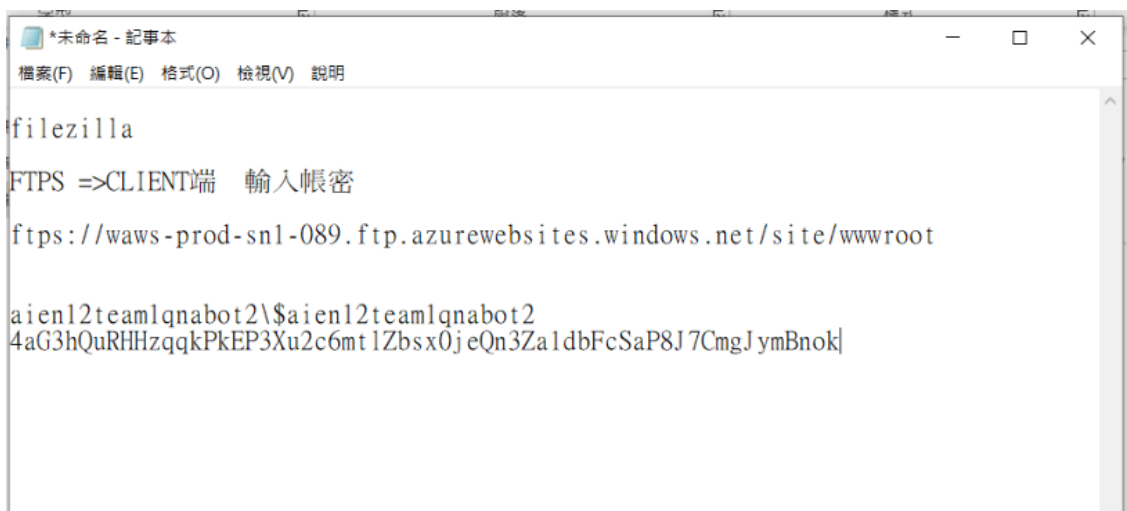 *未命名 - 記事本
檔案(F) 編輯(E) 格式(O) 檢視(V) 說明
filezilla
FTPS =>CLIENT端 輸入帳密
ftps://waws-prod-sn1-089.ftp.azurewebsites.windows.net/site/wwwroot
aien12team1qnabot2\$aien12team1qnabot2